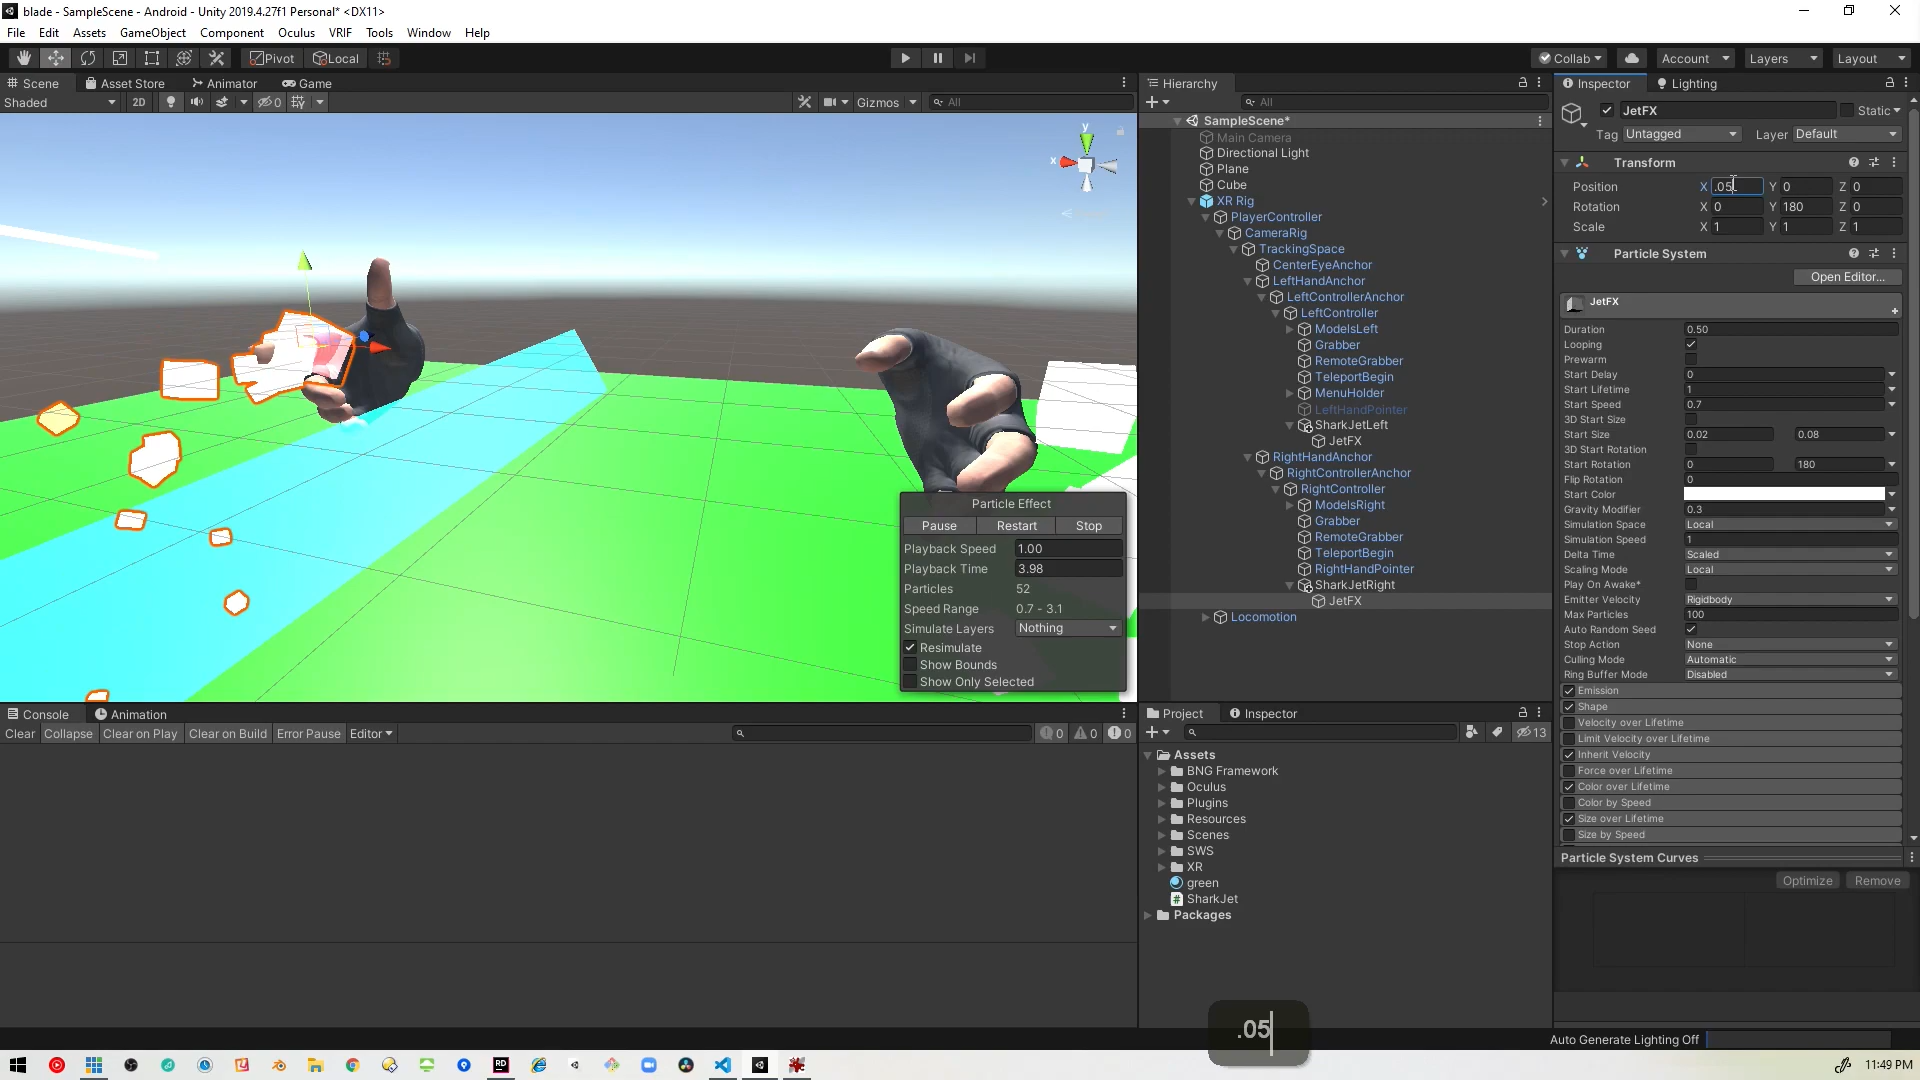 blade - SampleScene - Android - Unity 2019.4.27f1 Personal* <DX11>
File Edit Assets GameObject Component Oculus VRIF Tools Window Help
Pivot Local
Collab Account Layers Layout
Scene Asset Store Animator Game
Shaded 2D 0 Gizmos All
y
x
Particle Effect
Pause Restart Stop
Playback Speed 1.00
Playback Time 3.98
Particles 52
Speed Range 0.7 - 3.1
Simulate Layers Nothing
Resimulate
Show Bounds
Show Only Selected
Hierarchy
All
SampleScene*
Main Camera
Directional Light
Plane
Cube
XR Rig
PlayerController
CameraRig
TrackingSpace
CenterEyeAnchor
LeftHandAnchor
LeftControllerAnchor
LeftController
ModelsLeft
Grabber
RemoteGrabber
TeleportBegin
MenuHolder
LeftHandPointer
SharkJetLeft
JetFX
RightHandAnchor
RightControllerAnchor
RightController
ModelsRight
Grabber
RemoteGrabber
TeleportBegin
RightHandPointer
SharkJetRight
JetFX
Locomotion
Inspector Lighting
JetFX Static
Tag Untagged Layer Default
Transform
Position X .05 Y 0 Z 0
Rotation X 0 Y 180 Z 0
Scale X 1 Y 1 Z 1
Particle System
Open Editor...
JetFX
Duration 0.50
Looping
Prewarm
Start Delay 0
Start Lifetime 1
Start Speed 0.7
3D Start Size
Start Size 0.02 0.08
3D Start Rotation
Start Rotation 0 180
Flip Rotation 0
Start Color
Gravity Modifier 0.3
Simulation Space Local
Simulation Speed 1
Delta Time Scaled
Scaling Mode Local
Play On Awake*
Emitter Velocity Rigidbody
Max Particles 100
Auto Random Seed
Stop Action None
Culling Mode Automatic
Ring Buffer Mode Disabled
Emission
Shape
Velocity over Lifetime
Limit Velocity over Lifetime
Inherit Velocity
Force over Lifetime
Color over Lifetime
Color by Speed
Size over Lifetime
Size by Speed
Particle System Curves
Optimize Remove
Console Animation
Clear Collapse Clear on Play Clear on Build Error Pause Editor 0 0 0
Project Inspector
13
Assets
BNG Framework
Oculus
Plugins
Resources
Scenes
SWS
XR
green
SharkJet
Packages
.05
Auto Generate Lighting Off
RD
11:49 PM